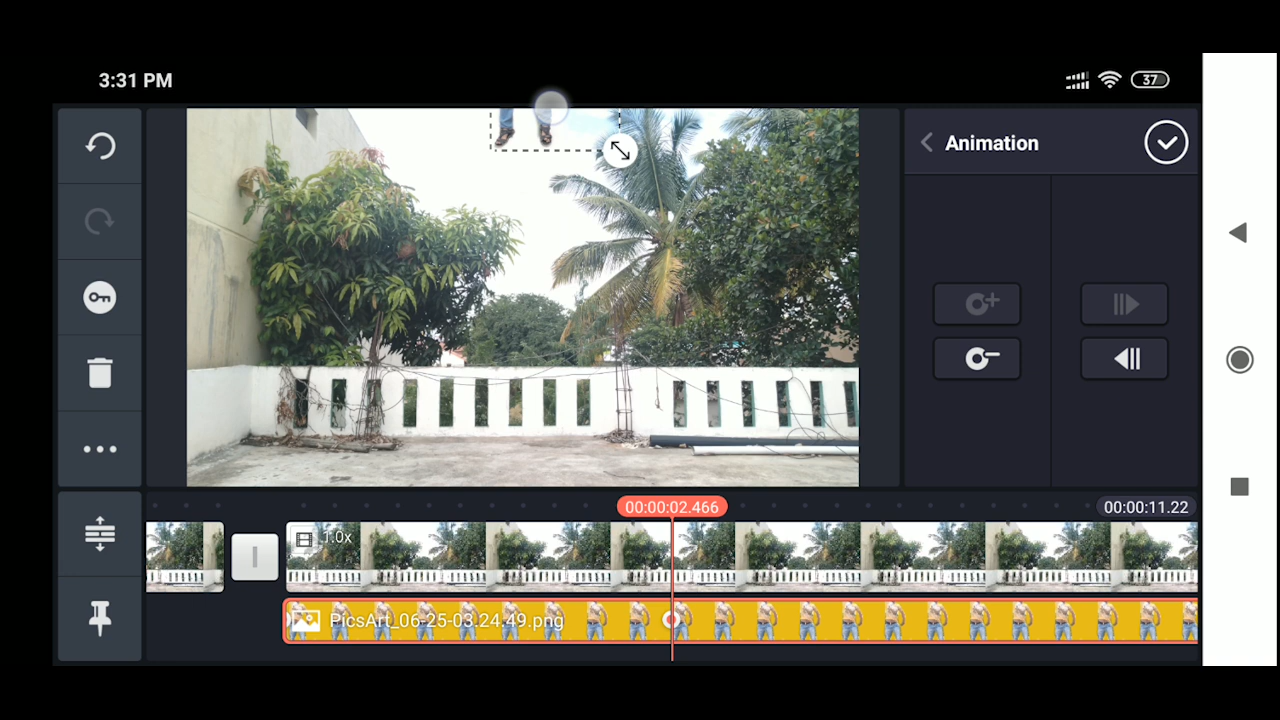 3:31 PM
37
Animation
00:00:02.466
00:00:11.22
1.0x
PicsArt_06-25-03.24.49.png